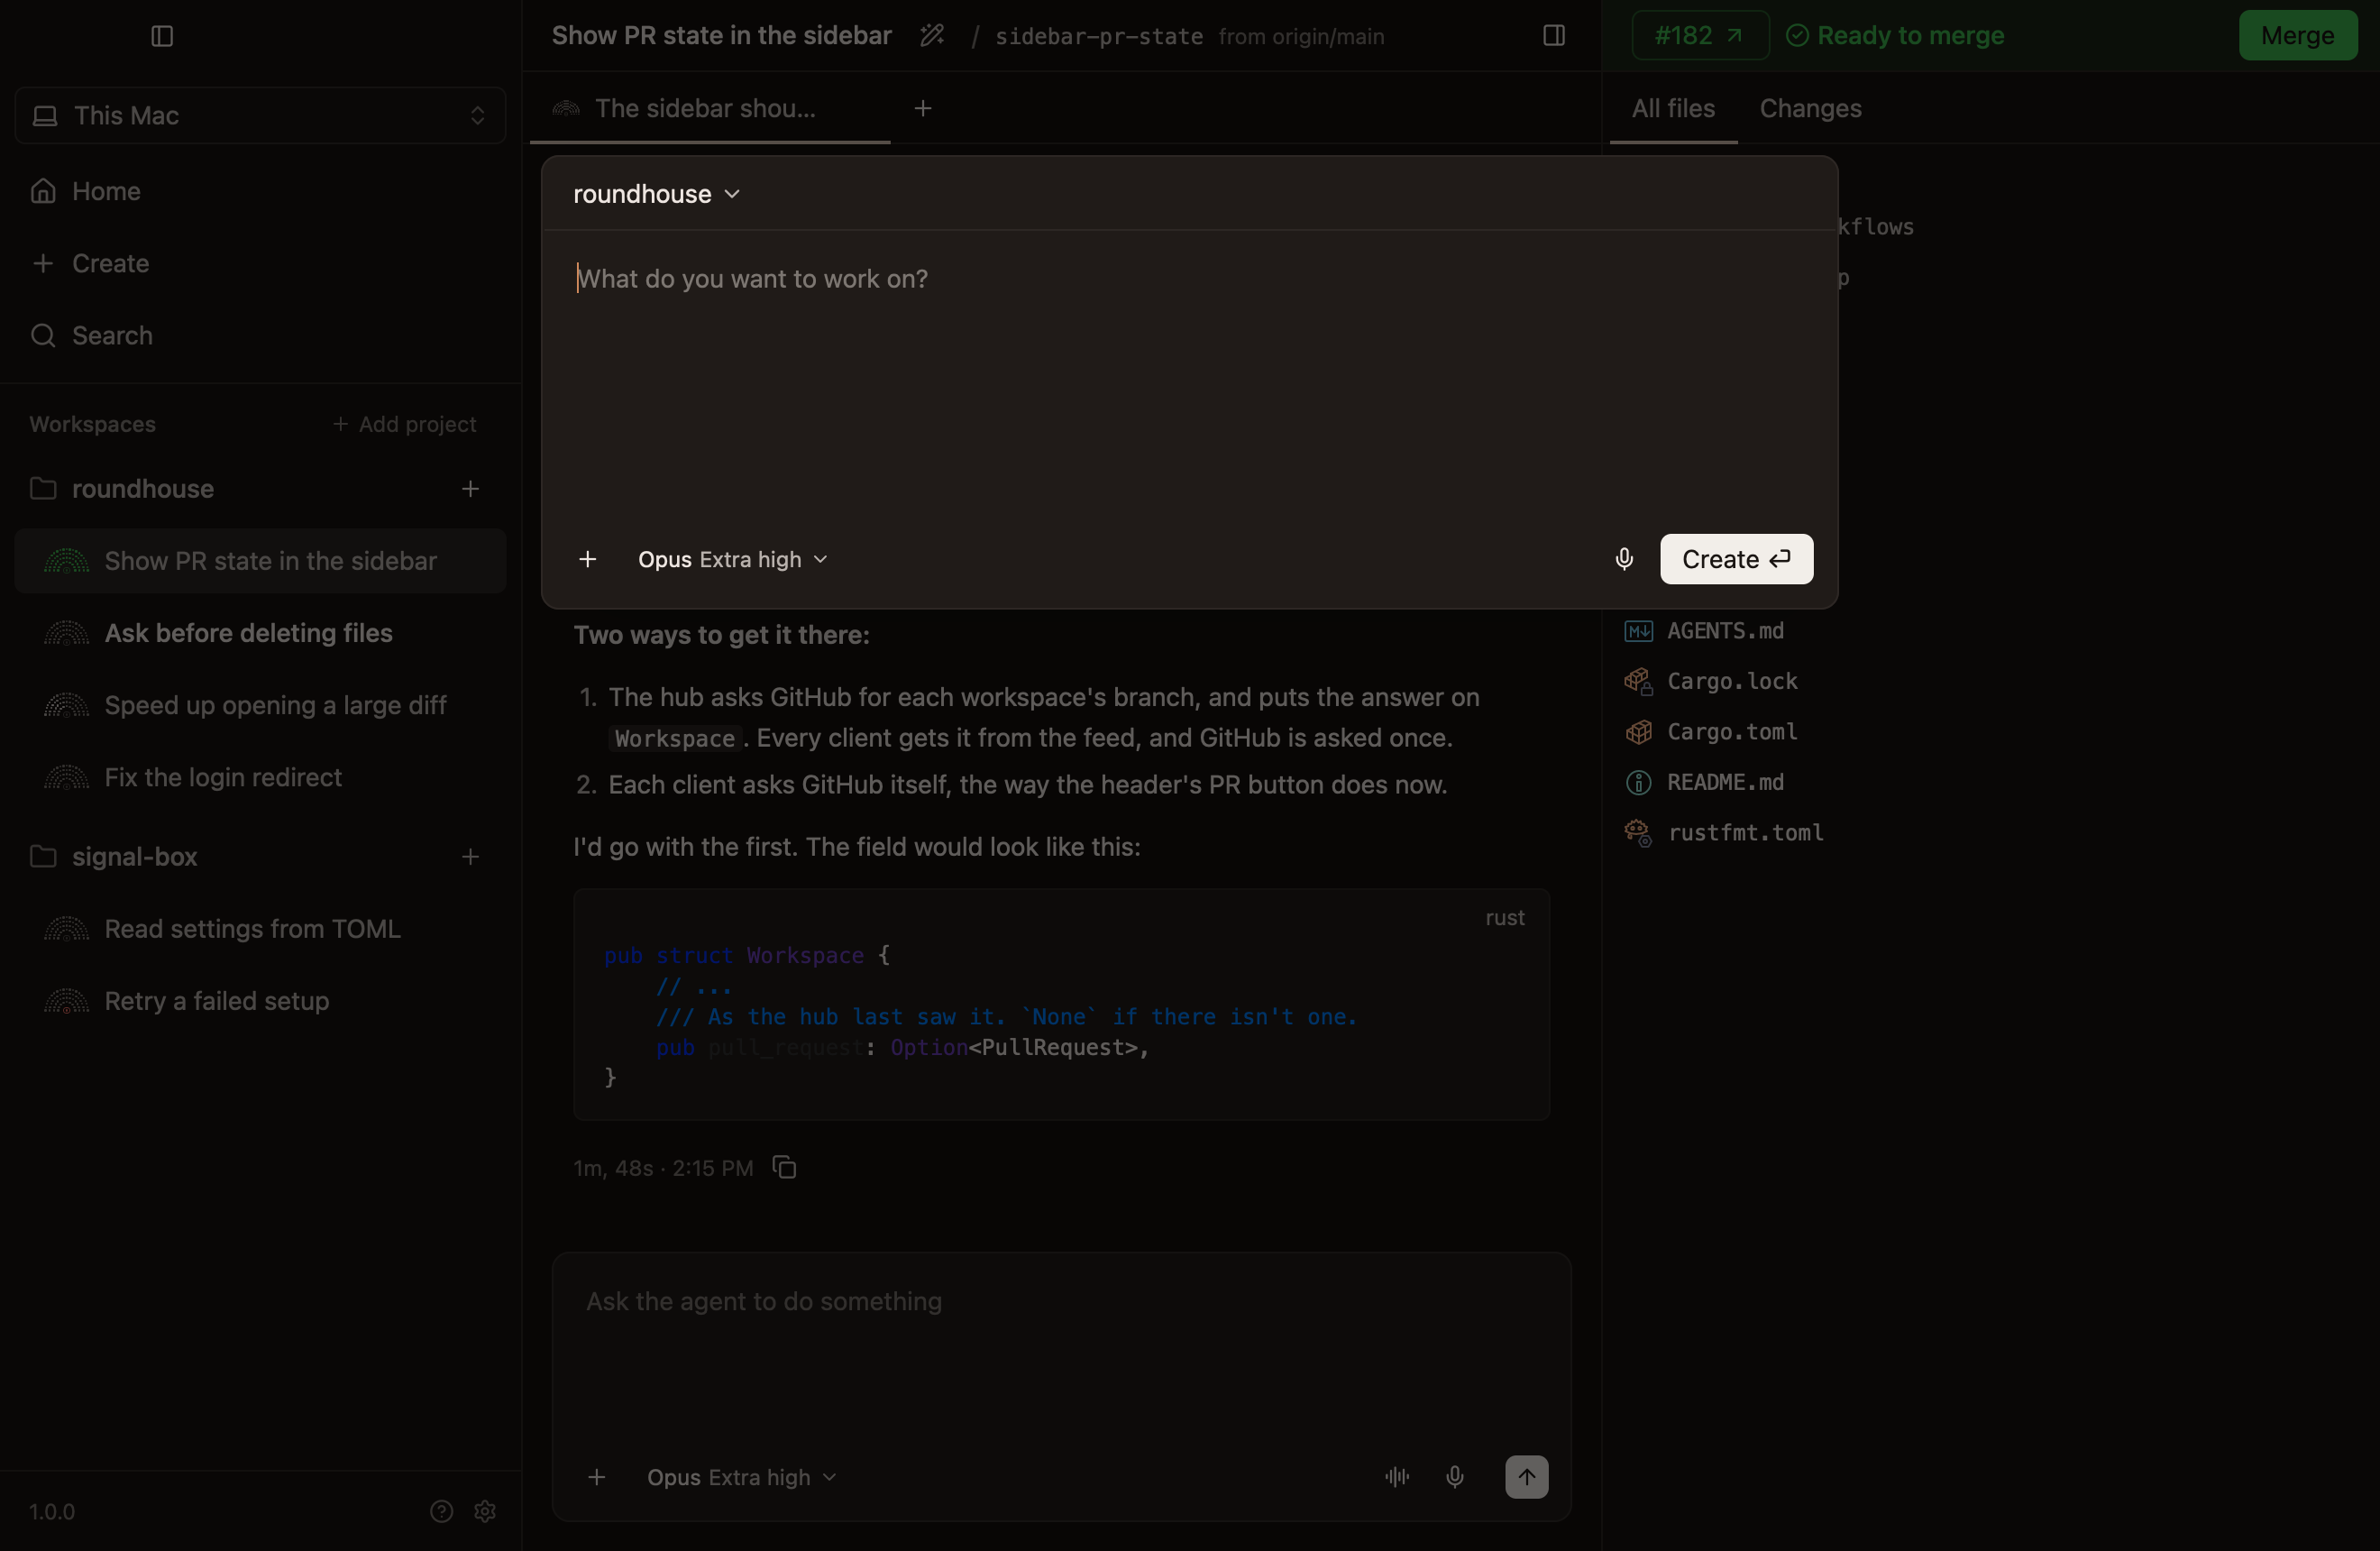 Show PR state in the sidebar / sidebar-pr-state from origin/main
#182 Ready to merge
Merge
This Mac
Home
Create
Search
Workspaces
Add project
roundhouse
Show PR state in the sidebar
Ask before deleting files
Speed up opening a large diff
Fix the login redirect
signal-box
Read settings from TOML
Retry a failed setup
1.0.0
The sidebar shou...
roundhouse
What do you want to work on?
Opus Extra high
Create
Two ways to get it there:
1. The hub asks GitHub for each workspace's branch, and puts the answer on
Workspace. Every client gets it from the feed, and GitHub is asked once.
2. Each client asks GitHub itself, the way the header's PR button does now.
I'd go with the first. The field would look like this:
rust
pub struct Workspace {
// ...
/// As the hub last saw it. `None` if there isn't one.
pub pull_request: Option<PullRequest>,
}
1m, 48s · 2:15 PM
Ask the agent to do something
Opus Extra high
All files
Changes
kflows
p
AGENTS.md
Cargo.lock
Cargo.toml
README.md
rustfmt.toml